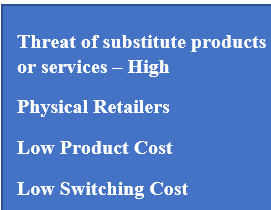 Threat of substitute products
or services – High
Physical Retailers
Low Product Cost
Low Switching Cost